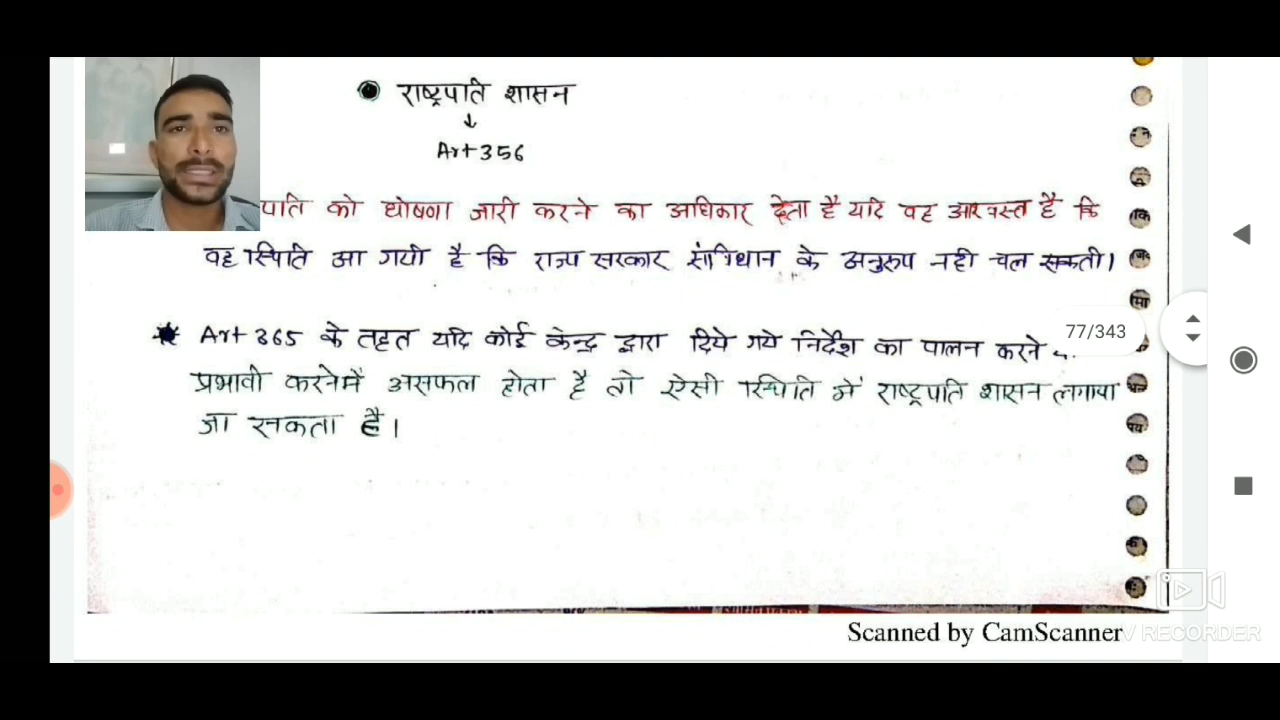 राष्ट्रपति शासन
↓
Art 356
पति को घोषणा जारी करने का अधिकार देता है यदि वह आश्वस्त है कि
वह स्थिति आ गयी है कि राज्य सरकार संविधान के अनुरूप नही चल सकती।
Art 365 के तहत यदि कोई केन्द्र द्वारा दिये गये निर्देश का पालन करने
77/343
प्रभावी करनेमें असफल होता है तो ऐसी स्थिति में राष्ट्रपति शासन लगाया
जा सकता है।
Scanned by CamScanner
V RECORDER